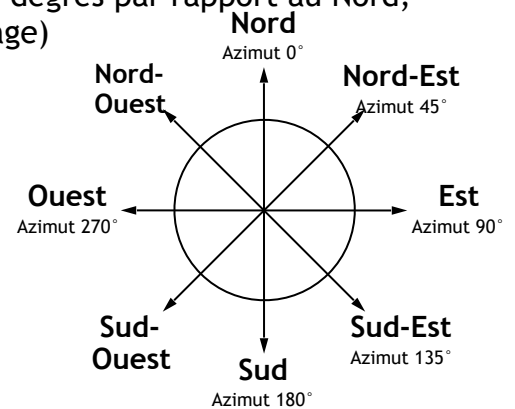 degrés par rapport au Nord,
age)
Nord
Azimut 0°
Nord-
Ouest
Nord-Est
Azimut 45°
Ouest
Azimut 270°
Est
Azimut 90°
Sud-
Ouest
Sud-Est
Azimut 135°
Sud
Azimut 180°